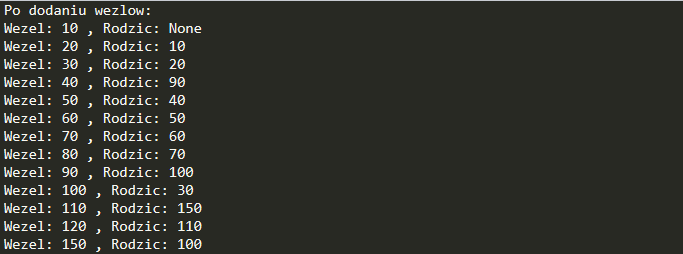 Po dodaniu wezlow:
Wezel: 10 , Rodzic: None
Wezel: 20 , Rodzic: 10
Wezel: 30 , Rodzic: 20
Wezel: 40 , Rodzic: 90
Wezel: 50 , Rodzic: 40
Wezel: 60 , Rodzic: 50
Wezel: 70 , Rodzic: 60
Wezel: 80 , Rodzic: 70
Wezel: 90 , Rodzic: 100
Wezel: 100 , Rodzic: 30
Wezel: 110 , Rodzic: 150
Wezel: 120 , Rodzic: 110
Wezel: 150 , Rodzic: 100